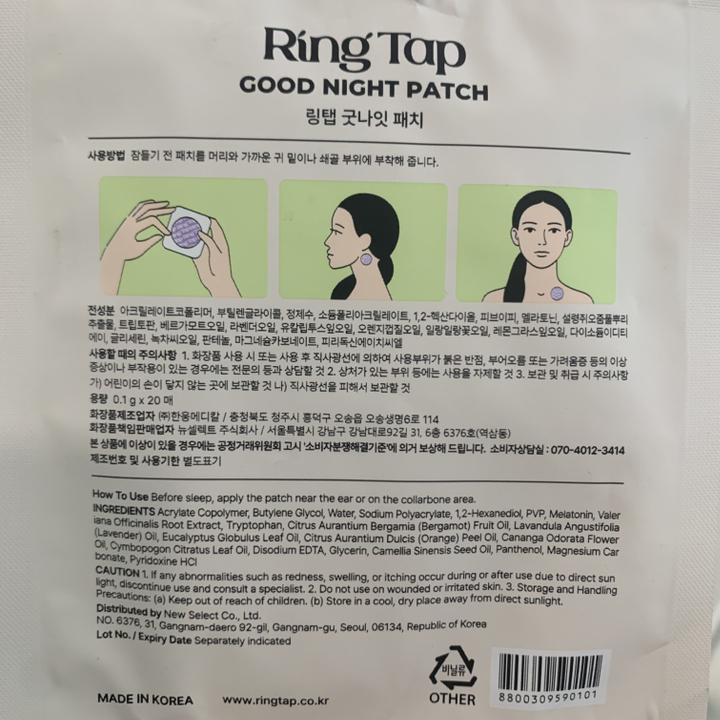 Ring Tap
GOOD NIGHT PATCH
링탭 굿나잇 패치
사용방법 잠들기 전 패치를 머리와 가까운 귀 밑이나 쇄골 부위에 부착해 줍니다.
전성분 아크릴레이트코폴리머, 부틸렌글라이콜, 정제수, 소듐폴리아크릴레이트, 1,2-헥산다이올, 피브이피, 멜라토닌, 설령쥐오줌풀뿌리
추출물, 트립토판, 베르가모트오일, 라벤더오일, 유칼립투스잎오일, 오렌지껍질오일, 일랑일랑꽃오일, 레몬그라스잎오일, 다이소듐이디티
에이, 글리세린, 녹차씨오일, 판테놀, 마그네슘카보네이트, 피리독신에이치씨엘
사용할 때의 주의사항 1. 화장품 사용 시 또는 사용 후 직사광선에 의하여 사용부위가 붉은 반점, 부어오름 또는 가려움증 등의 이상
증상이나 부작용이 있는 경우에는 전문의 등과 상담할 것 2. 상처가 있는 부위 등에는 사용을 자제할 것 3. 보관 및 취급 시 주의사항
가) 어린이의 손이 닿지 않는 곳에 보관할 것 나) 직사광선을 피해서 보관할 것
용량 0.1 g x 20 매
화장품제조업자 ㈜한웅메디칼 / 충청북도 청주시 흥덕구 오송읍 오송생명6로 114
화장품책임판매업자 뉴셀렉트 주식회사 / 서울특별시 강남구 강남대로92길 31, 6층 6376호(역삼동)
본 상품에 이상이 있을 경우에는 공정거래위원회 고시 '소비자분쟁해결기준'에 의거 보상해 드립니다. 소비자상담실 : 070-4012-3414
제조번호 및 사용기한 별도표기
How To Use Before sleep, apply the patch near the ear or on the collarbone area.
INGREDIENTS Acrylate Copolymer, Butylene Glycol, Water, Sodium Polyacrylate, 1,2-Hexanediol, PVP, Melatonin, Valer
iana Officinalis Root Extract, Tryptophan, Citrus Aurantium Bergamia (Bergamot) Fruit Oil, Lavandula Angustifolia
(Lavender) Oil, Eucalyptus Globulus Leaf Oil, Citrus Aurantium Dulcis (Orange) Peel Oil, Cananga Odorata Flower
Oil, Cymbopogon Citratus Leaf Oil, Disodium EDTA, Glycerin, Camellia Sinensis Seed Oil, Panthenol, Magnesium Car
bonate, Pyridoxine HCl
CAUTION 1. If any abnormalities such as redness, swelling, or itching occur during or after use due to direct sun
light, discontinue use and consult a specialist. 2. Do not use on wounded or irritated skin. 3. Storage and Handling
Precautions: (a) Keep out of reach of children. (b) Store in a cool, dry place away from direct sunlight.
Distributed by New Select Co., Ltd.
NO. 6376, 31, Gangnam-daero 92-gil, Gangnam-gu, Seoul, 06134, Republic of Korea
Lot No. / Expiry Date Separately indicated
비닐류
OTHER
MADE IN KOREA
www.ringtap.co.kr
8800309590101